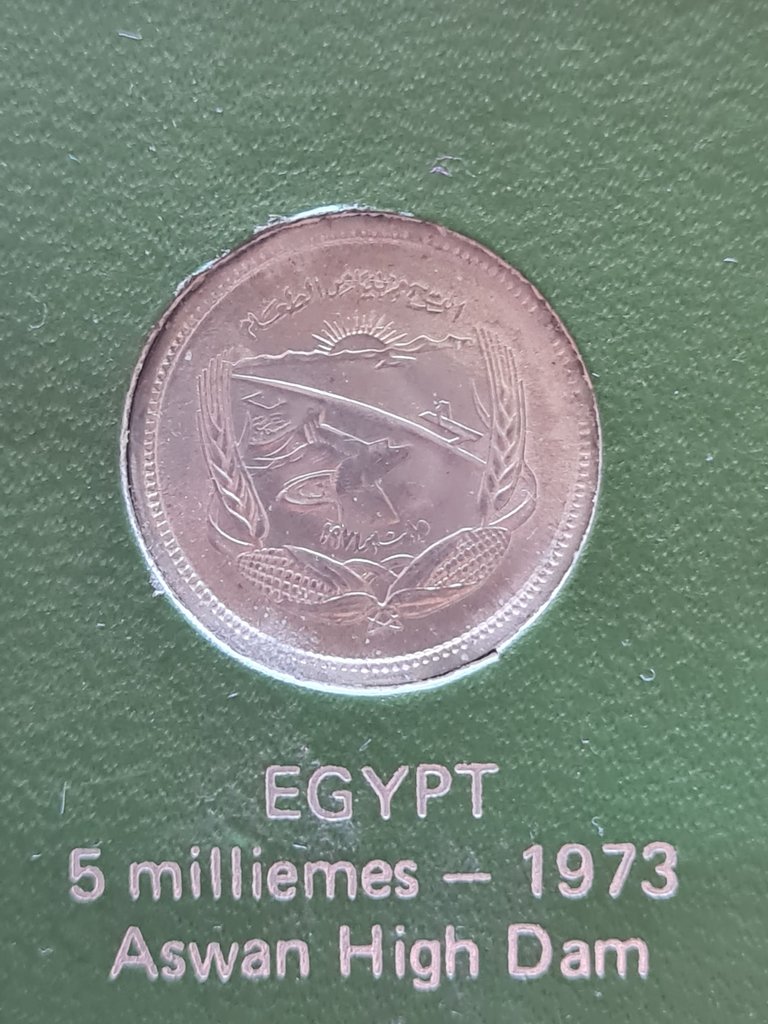 EGYPT
5 milliemes – 1973
Aswan High Dam